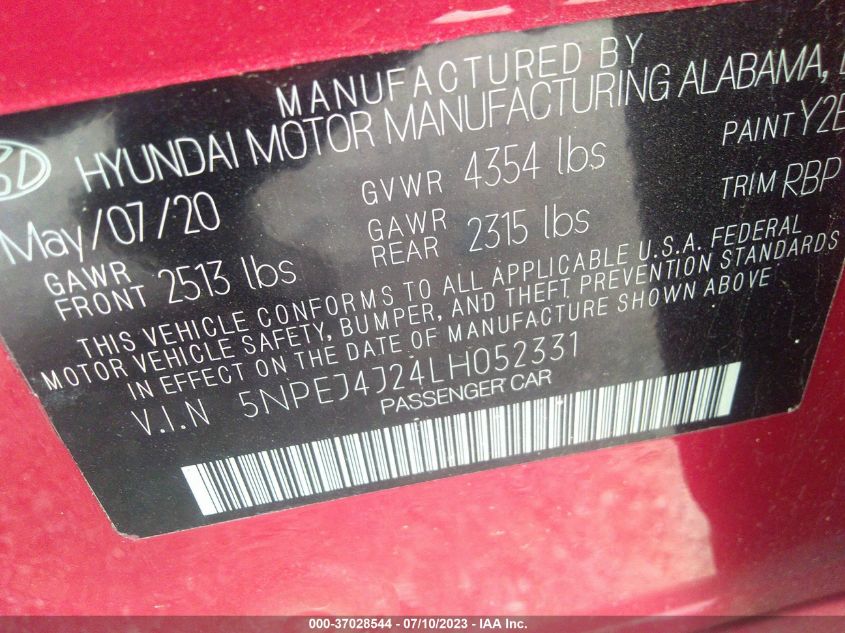 MANUFACTURED BY
HYUNDAI MOTOR MANUFACTURING ALABAMA,
May/07/20
GVWR 4354 lbs
PAINT
GAWR FRONT 2513 lbs
GAWR REAR 2315 lbs
TRIM RBP
THIS VEHICLE CONFORMS TO ALL APPLICABLE U.S.A. FEDERAL
MOTOR VEHICLE SAFETY, BUMPER, AND THEFT PREVENTION STANDARDS
IN EFFECT ON THE DATE OF MANUFACTURE SHOWN ABOVE
V.I.N 5NPEJ4J24LH052331
PASSENGER CAR
000-37028544 - 07/10/2023 - IAA Inc.